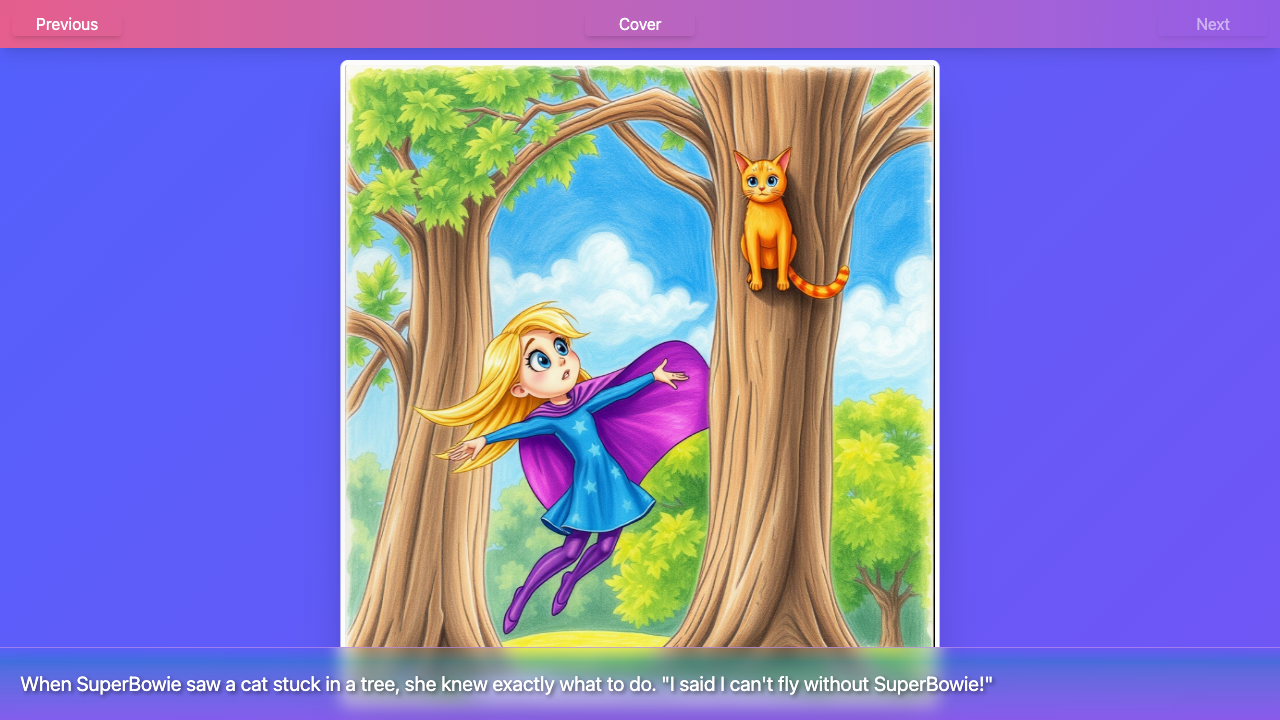 Previous
Cover
Next
When SuperBowie saw a cat stuck in a tree, she knew exactly what to do. "I said I can't fly without SuperBowie!"